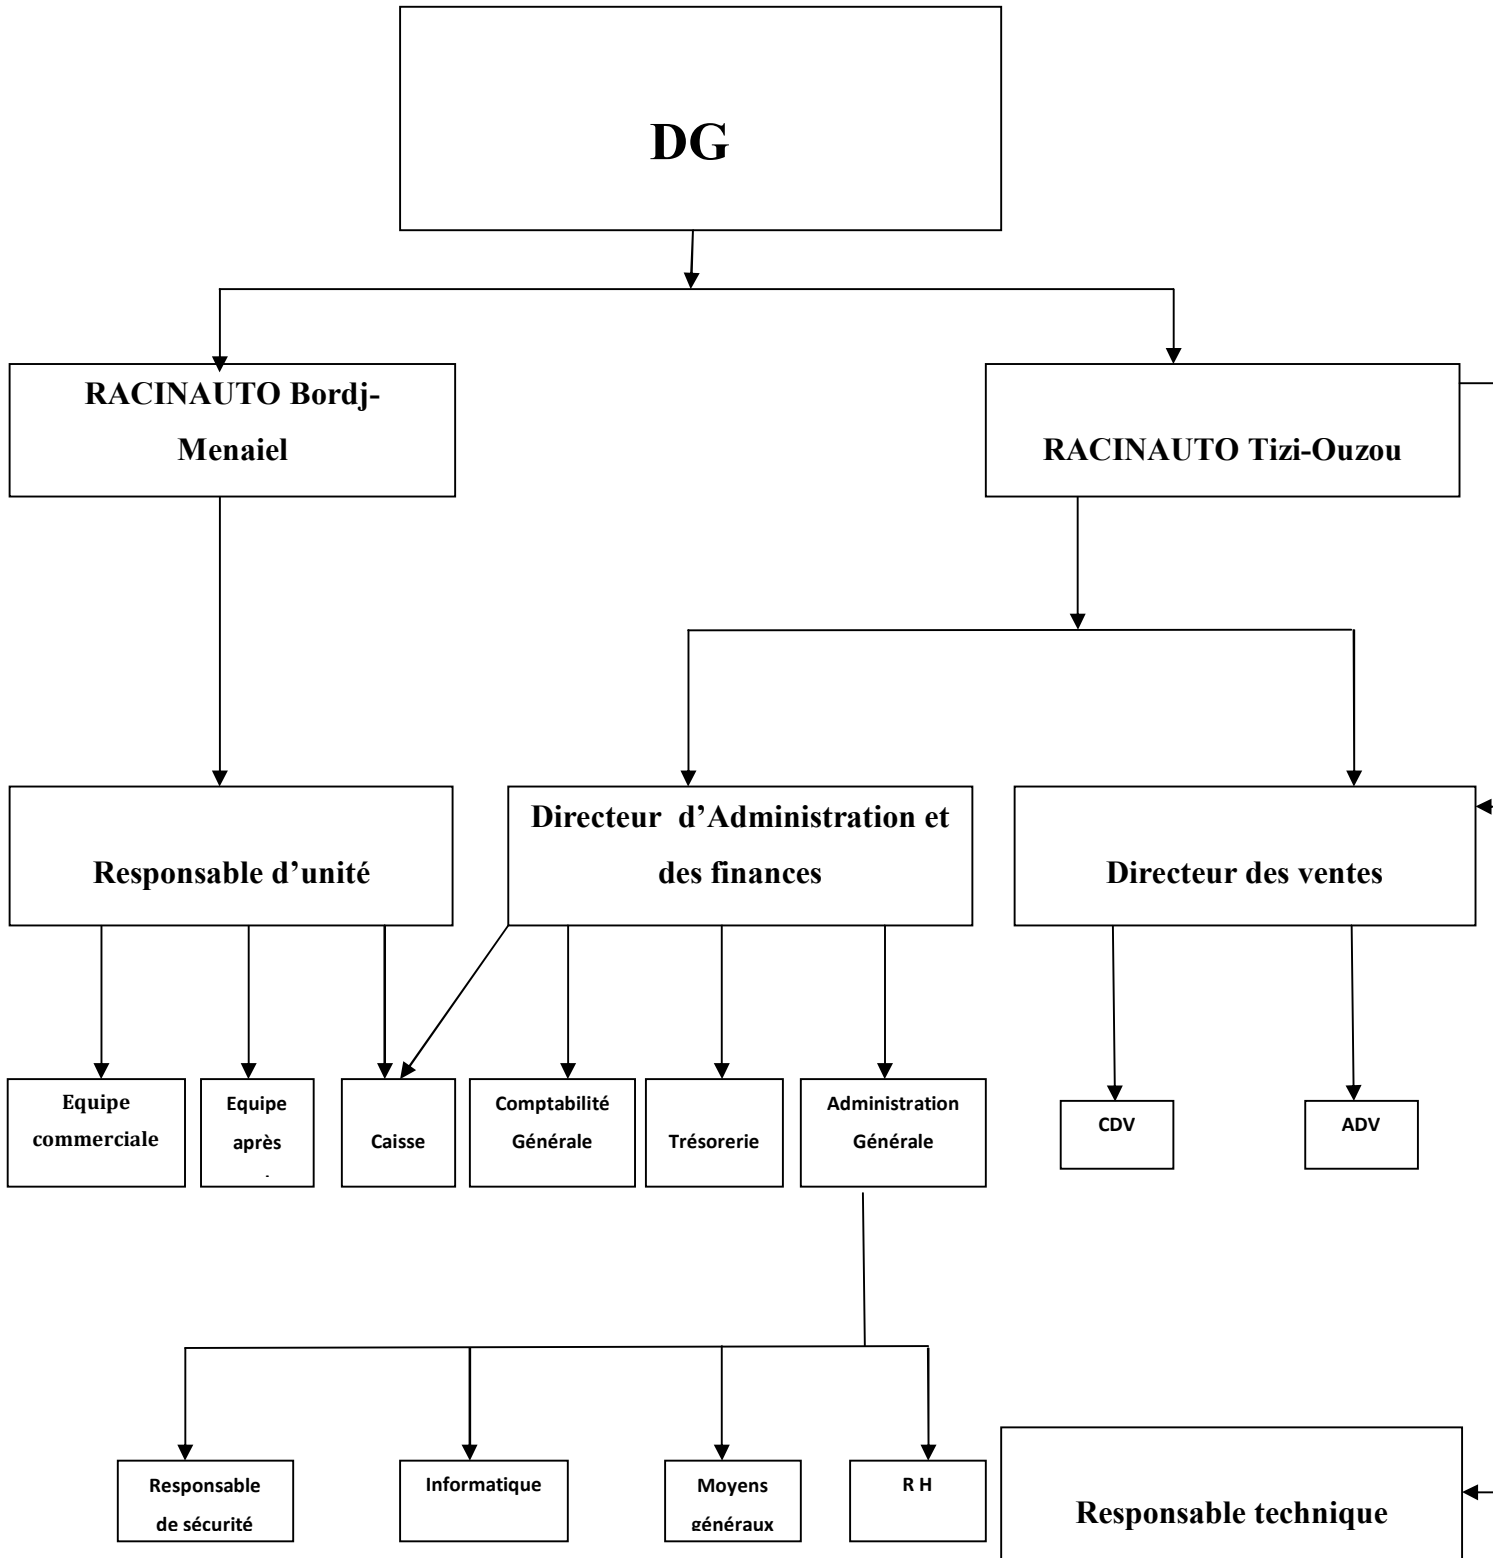 DG
RACINAUTO Bordj-
Menaiel
RACINAUTO Tizi-Ouzou
Responsable d’unité
Directeur d’Administration et
des finances
Directeur des ventes
Equipe
commerciale
Equipe
après
Caisse
Comptabilité
Générale
Trésorerie
Administration
Générale
CDV
ADV
Responsable
de sécurité
Informatique
Moyens
généraux
R H
Responsable technique